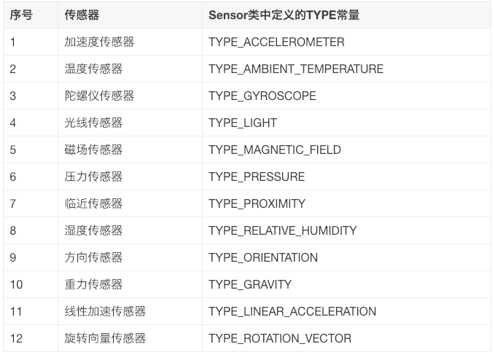 序号 传感器 Sensor类中定义的TYPE常量
1 加速度传感器 TYPE_ACCELEROMETER
2 温度传感器 TYPE_AMBIENT_TEMPERATURE
3 陀螺仪传感器 TYPE_GYROSCOPE
4 光线传感器 TYPE_LIGHT
5 磁场传感器 TYPE_MAGNETIC_FIELD
6 压力传感器 TYPE_PRESSURE
7 临近传感器 TYPE_PROXIMITY
8 湿度传感器 TYPE_RELATIVE_HUMIDITY
9 方向传感器 TYPE_ORIENTATION
10 重力传感器 TYPE_GRAVITY
11 线性加速传感器 TYPE_LINEAR_ACCELERATION
12 旋转向量传感器 TYPE_ROTATION_VECTOR